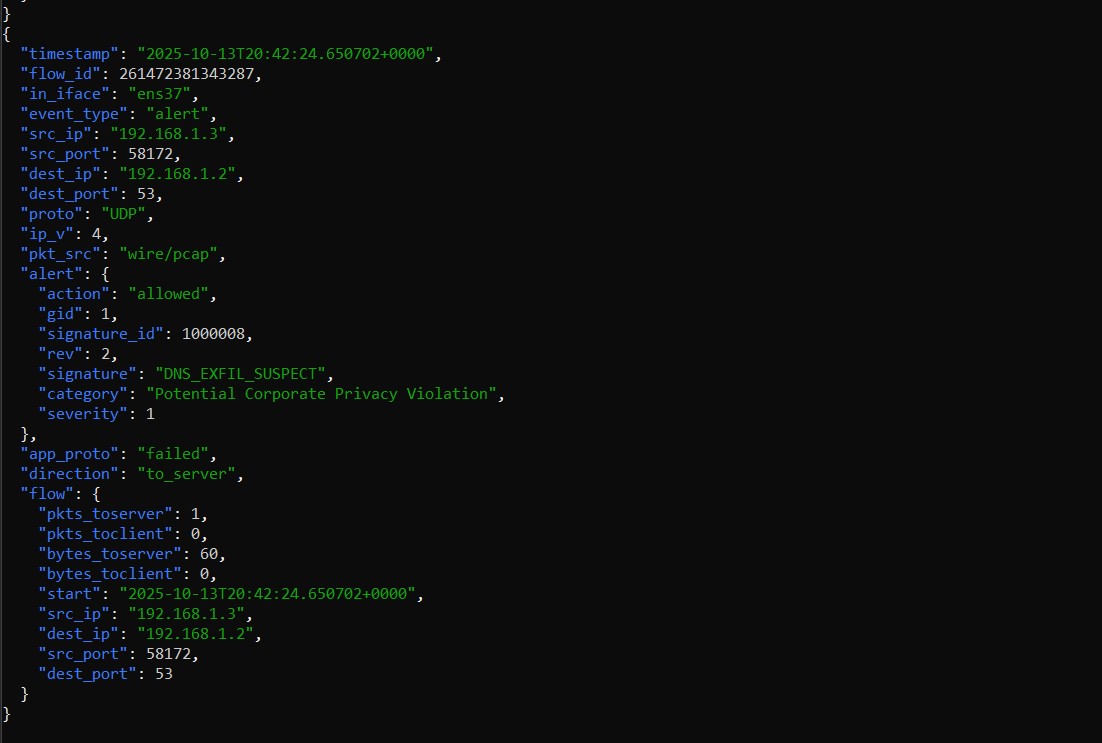 }
{
  "timestamp": "2025-10-13T20:42:24.650702+0000",
  "flow_id": 261472381343287,
  "in_iface": "ens37",
  "event_type": "alert",
  "src_ip": "192.168.1.3",
  "src_port": 58172,
  "dest_ip": "192.168.1.2",
  "dest_port": 53,
  "proto": "UDP",
  "ip_v": 4,
  "pkt_src": "wire/pcap",
  "alert": {
    "action": "allowed",
    "gid": 1,
    "signature_id": 1000008,
    "rev": 2,
    "signature": "DNS_EXFIL_SUSPECT",
    "category": "Potential Corporate Privacy Violation",
    "severity": 1
  },
  "app_proto": "failed",
  "direction": "to_server",
  "flow": {
    "pkts_toserver": 1,
    "pkts_toclient": 0,
    "bytes_toserver": 60,
    "bytes_toclient": 0,
    "start": "2025-10-13T20:42:24.650702+0000",
    "src_ip": "192.168.1.3",
    "dest_ip": "192.168.1.2",
    "src_port": 58172,
    "dest_port": 53
  }
}